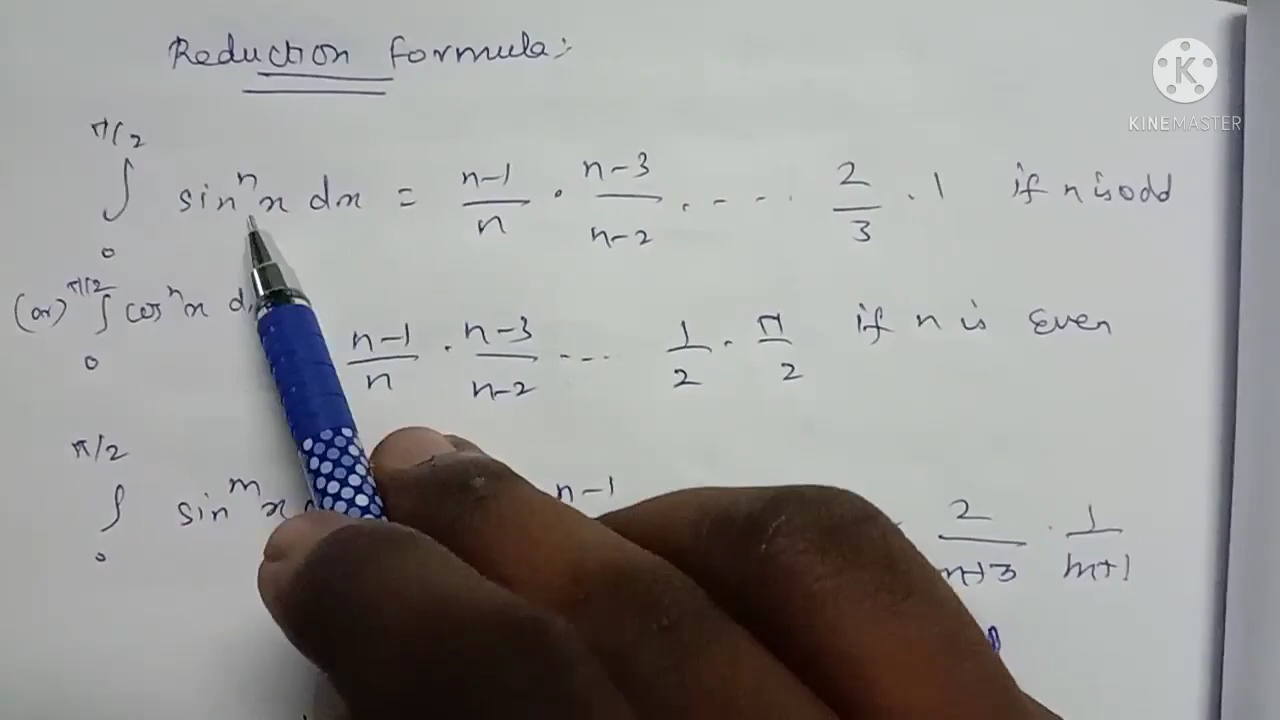 Reduction formula:-
π/2
∫ sinⁿx dx = n-1/n · n-3/n-2 · - - - · 2/3 · 1 if n is odd
0
(or) π/2 ∫ 0 cosⁿx
n-1/n · n-3/n-2 - - - 1/2 · π/2 if n is Even
π/2
∫ sinᵐx n-1 2/m+3 · 1/m+1
0
KINEMASTER